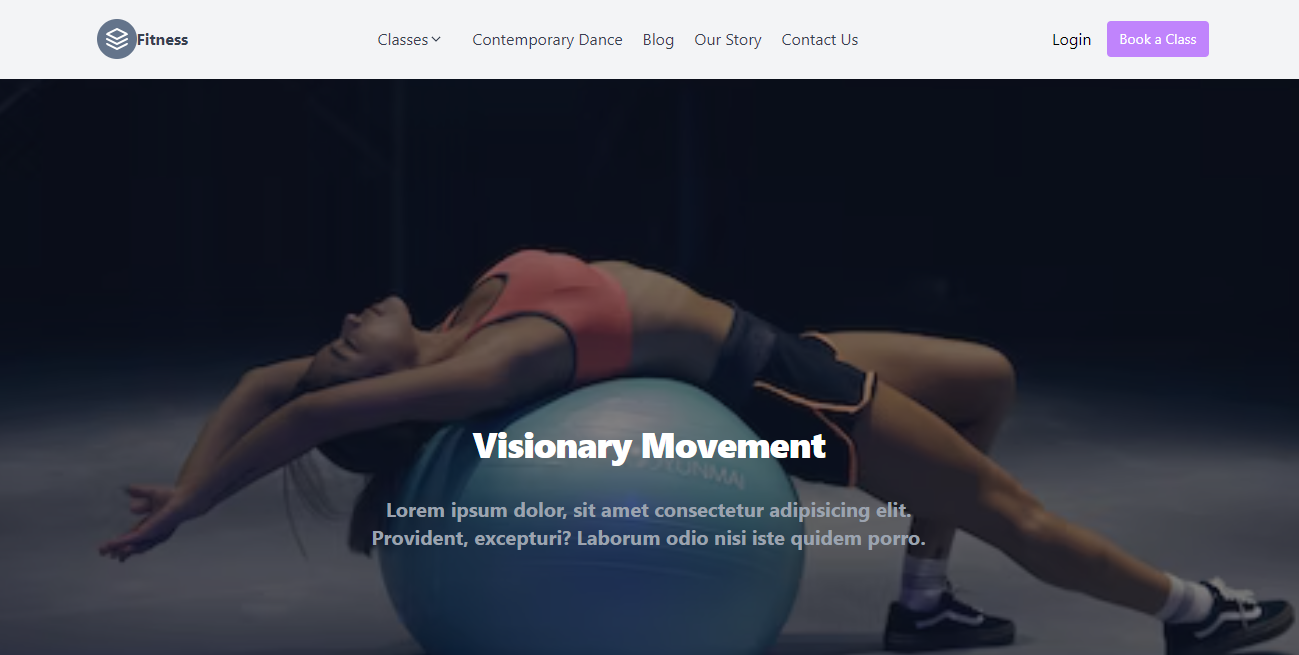 Fitness
Classes
Contemporary Dance
Blog
Our Story
Contact Us
Login
Book a Class
Visionary Movement
Lorem ipsum dolor, sit amet consectetur adipisicing elit.
Provident, excepturi? Laborum odio nisi iste quidem porro.